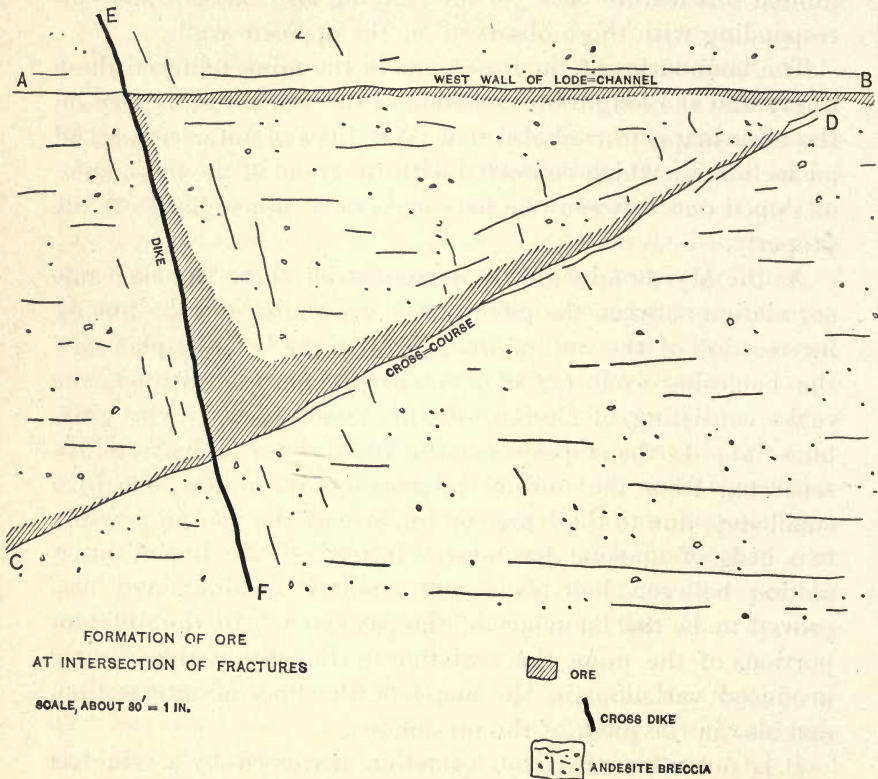 E
A
WEST WALL OF LODE-CHANNEL
B
D
DIKE
CROSS-COURSE
C
F
FORMATION OF ORE
AT INTERSECTION OF FRACTURES
SCALE, ABOUT 80' = 1 IN.
ORE
CROSS DIKE
ANDESITE BRECCIA